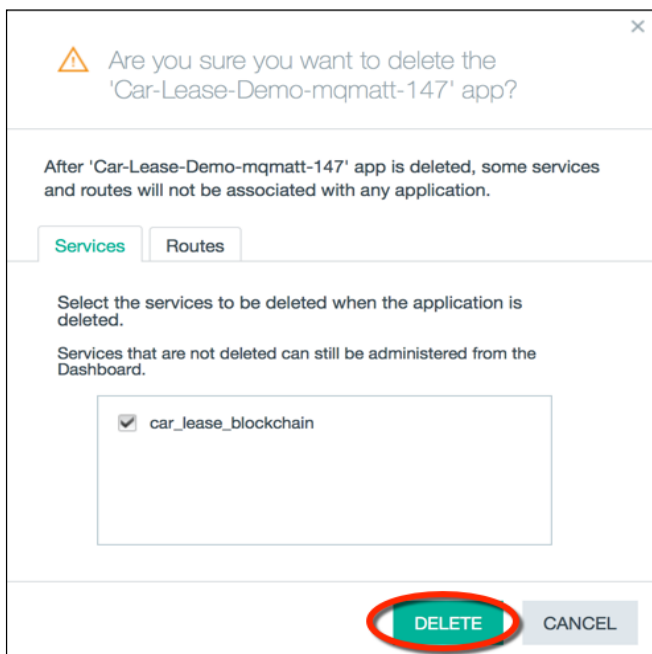 Are you sure you want to delete the
'Car-Lease-Demo-mqmatt-147' app?
After 'Car-Lease-Demo-mqmatt-147' app is deleted, some services
and routes will not be associated with any application.
Services
Routes
Select the services to be deleted when the application is
deleted.
Services that are not deleted can still be administered from the
Dashboard.
car_lease_blockchain
DELETE
CANCEL